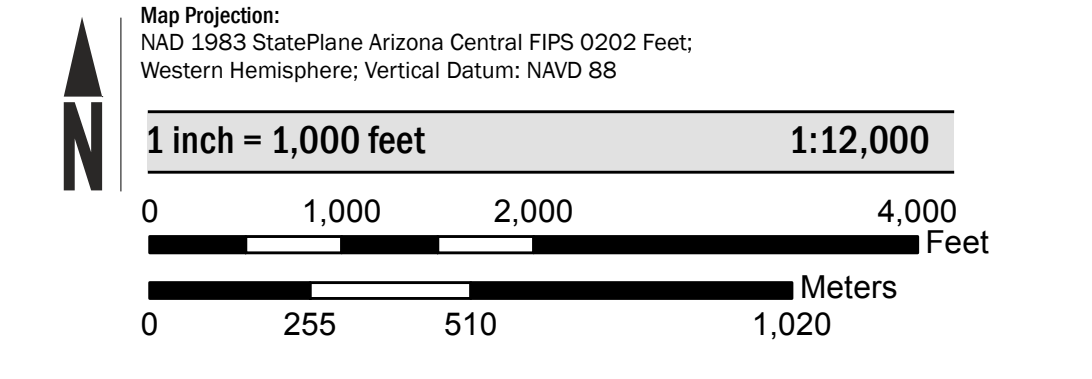 Map Projection:
NAD 1983 StatePlane Arizona Central FIPS 0202 Feet;
Western Hemisphere; Vertical Datum: NAVD 88
N
1 inch = 1,000 feet 1:12,000
0 1,000 2,000 4,000
Feet
Meters
0 255 510 1,020